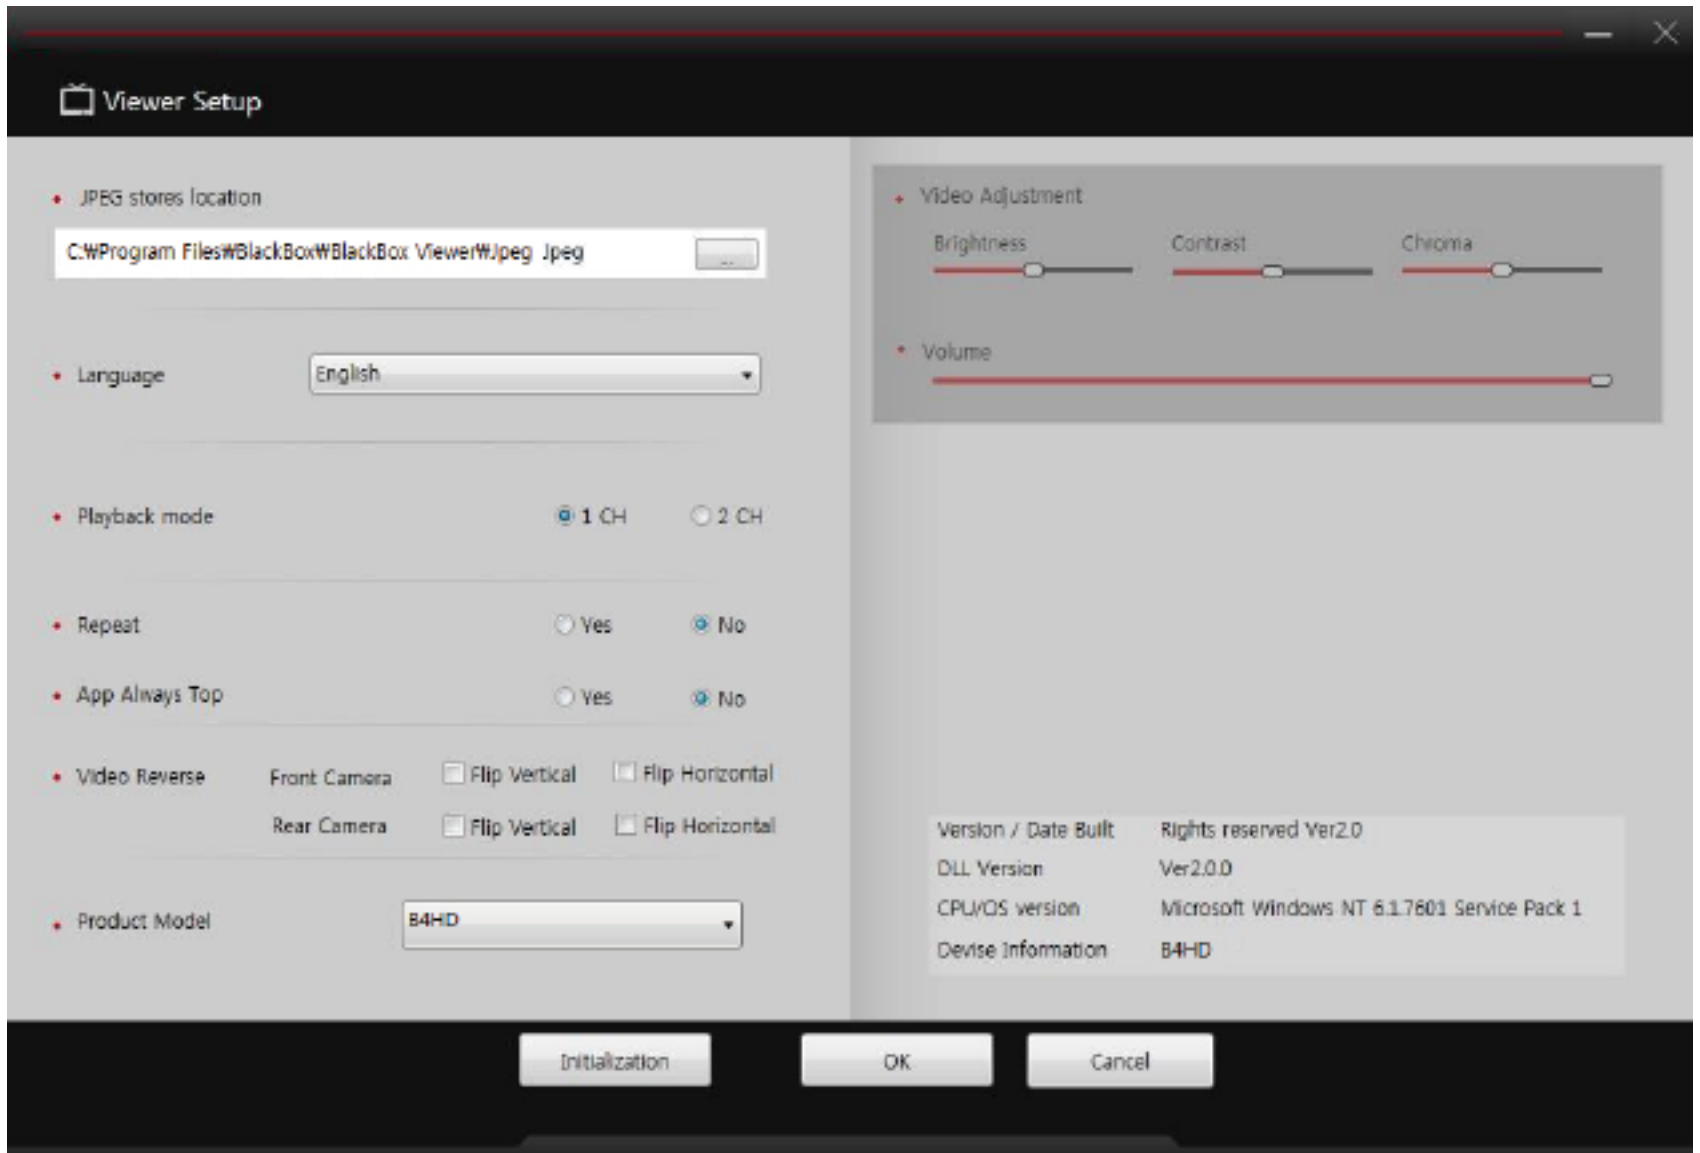 Viewer Setup
JPEG stores location
C:₩Program Files₩BlackBox₩BlackBox Viewer₩Jpeg Jpeg
...
Language English
Playback mode 1 CH 2 CH
Repeat Yes No
App Always Top Yes No
Video Reverse Front Camera Flip Vertical Flip Horizontal
Rear Camera Flip Vertical Flip Horizontal
Product Model B4HD
Video Adjustment
Brightness Contrast Chroma
Volume
Version / Date Built Rights reserved Ver2.0
DLL Version Ver2.0.0
CPU/OS version Microsoft Windows NT 6.1.7601 Service Pack 1
Devise Information B4HD
Initialization OK Cancel